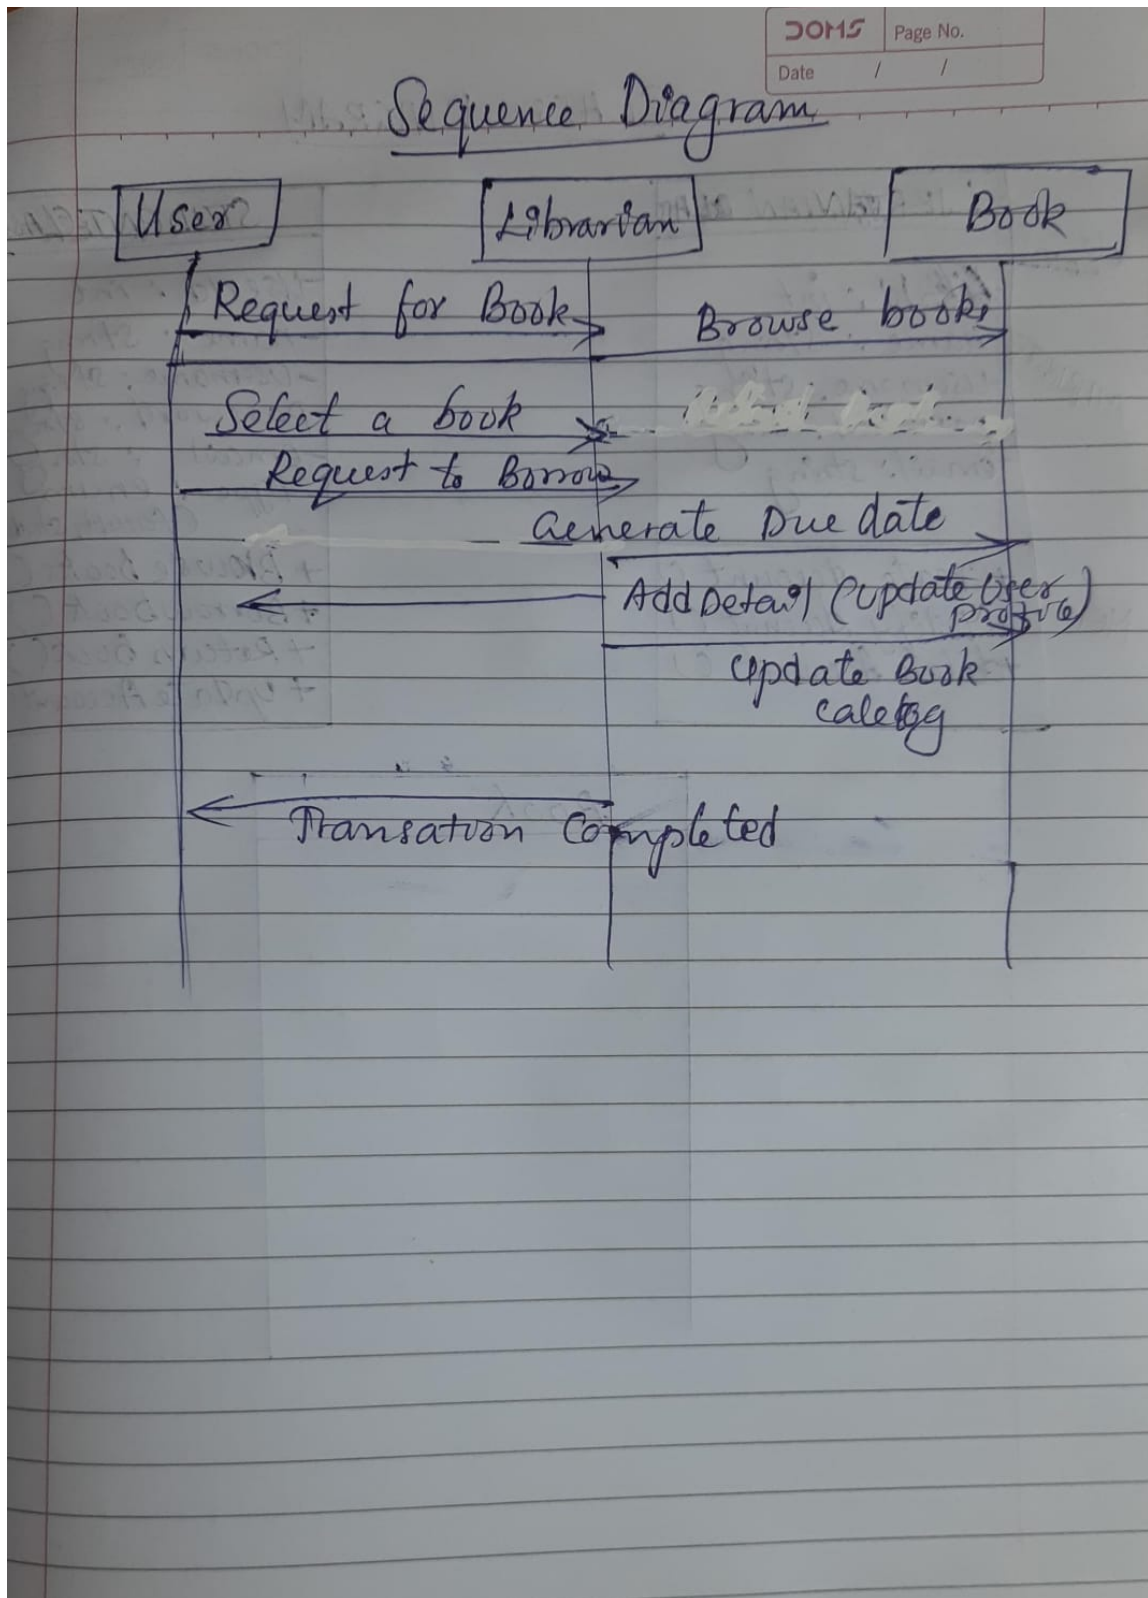 DOMS
Page No.
Date / /
Sequence Diagram
User
Librarian
Book
Request for Book
Browse books
Select a book
Request to Borrow
Generate Due date
Add Detail (update User
profile)
update Book
Transation Completed